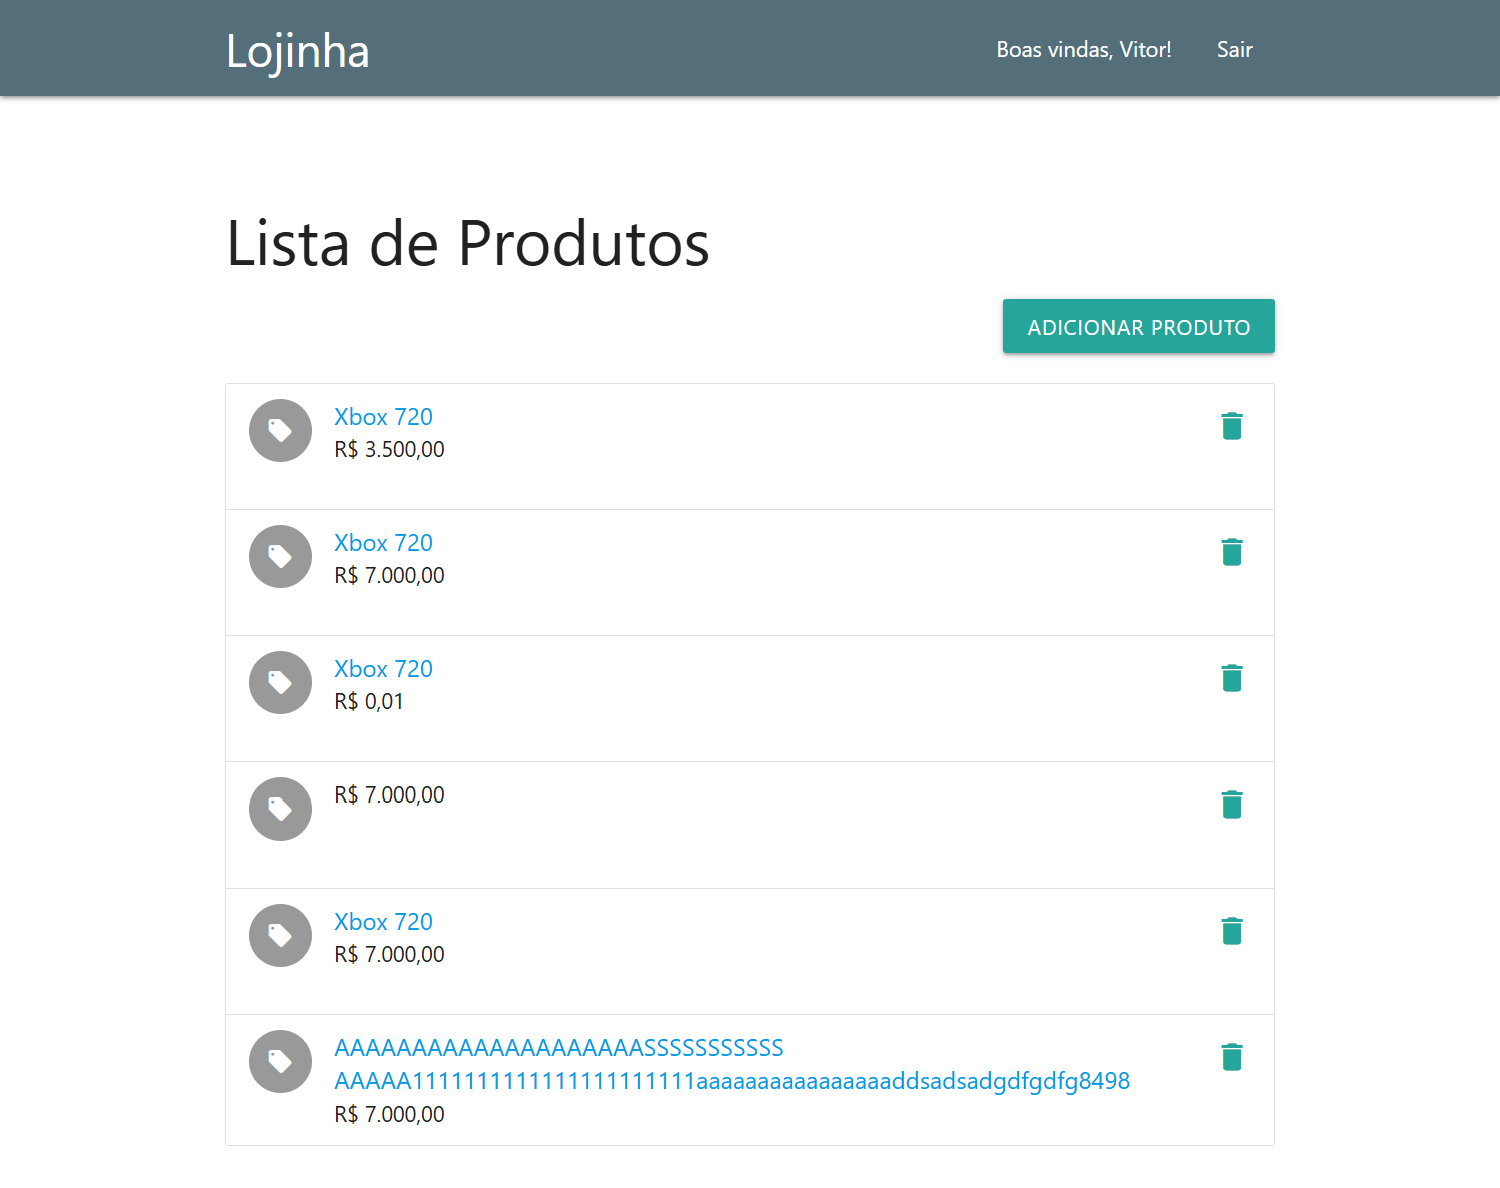 Lojinha
Boas vindas, Vitor!
Sair
Lista de Produtos
ADICIONAR PRODUTO
Xbox 720
R$ 3.500,00
Xbox 720
R$ 7.000,00
Xbox 720
R$ 0,01
R$ 7.000,00
Xbox 720
R$ 7.000,00
AAAAAAAAAAAAAAAAAAAASSSSSSSSSSS
AAAAA1111111111111111111111aaaaaaaaaaaaaaaaddsadsadgdfgdfg8498
R$ 7.000,00